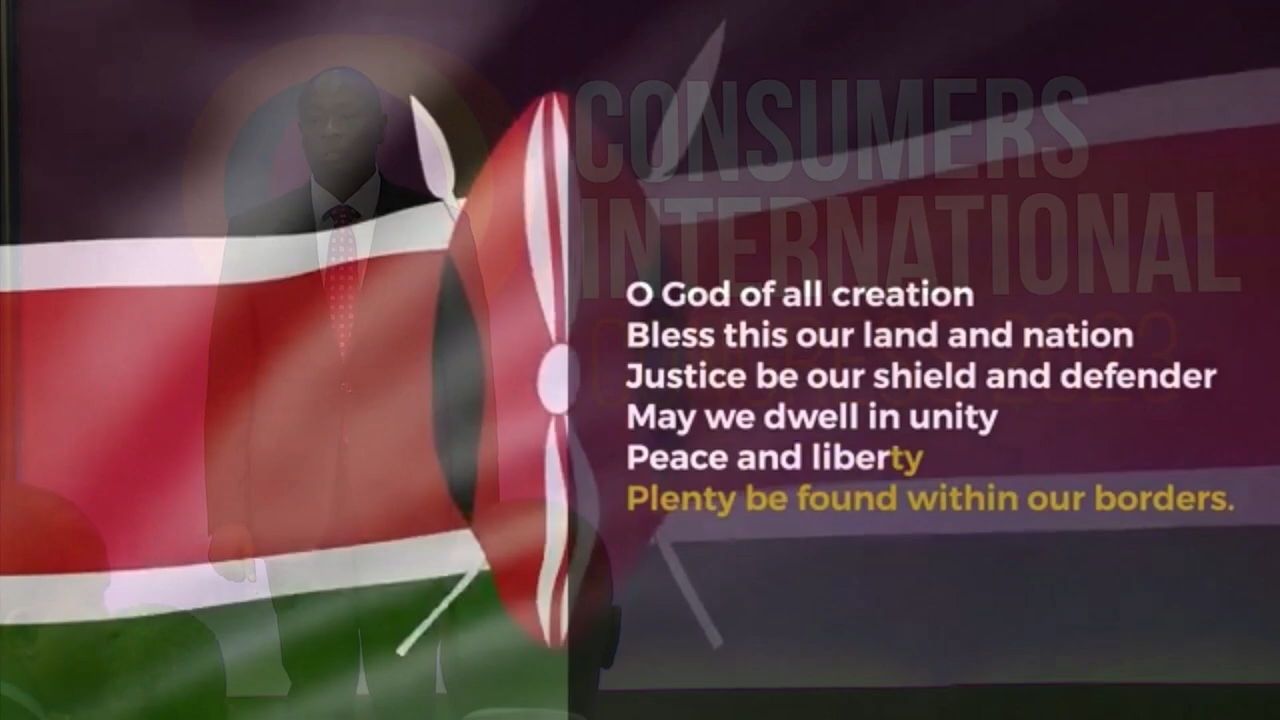 CONSUMERS
INTERNATIONAL
O God of all creation
Bless this our land and nation
Justice be our shield and defender
May we dwell in unity
Peace and liberty
Plenty be found within our borders.